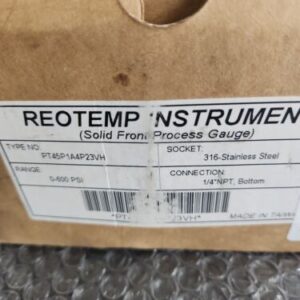 REOTEMP INSTRUMEN
(Solid Front Process Gauge)
TYPE NO.
PT45P1A4P23VH
SOCKET:
316-Stainless Steel
RANGE:
0-600 PSI
CONNECTION:
1/4"NPT, Bottom
MADE IN TAIWAN